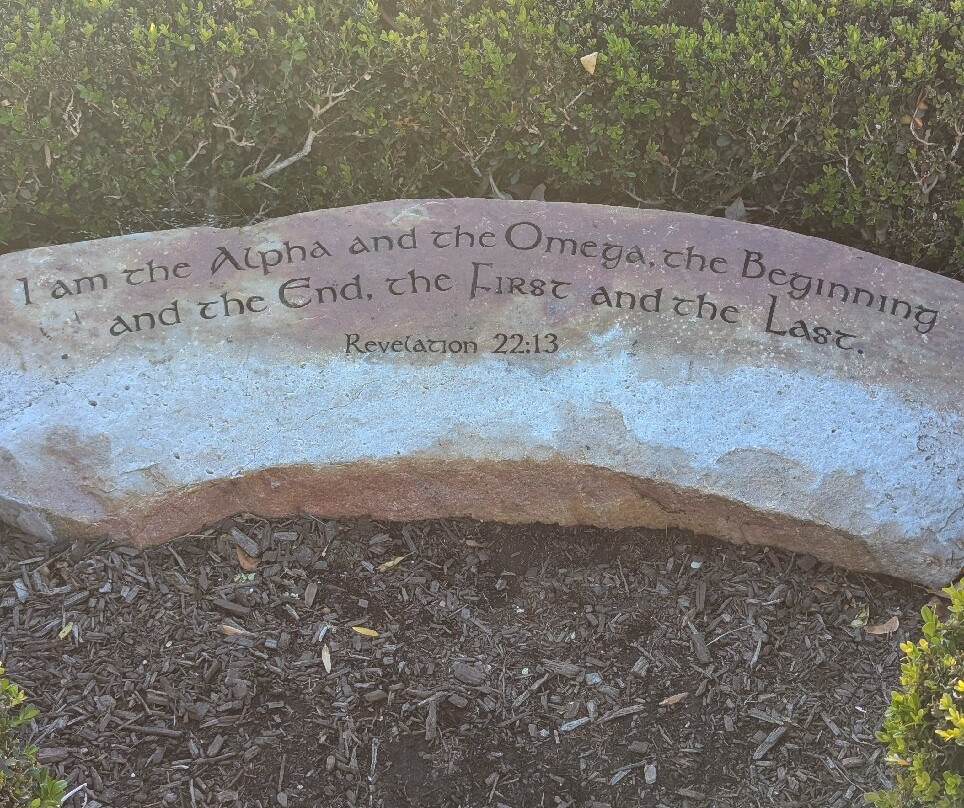 I am the Alpha and the Omega, the Beginning
and the End, the First and the Last.
Revelation 22:13